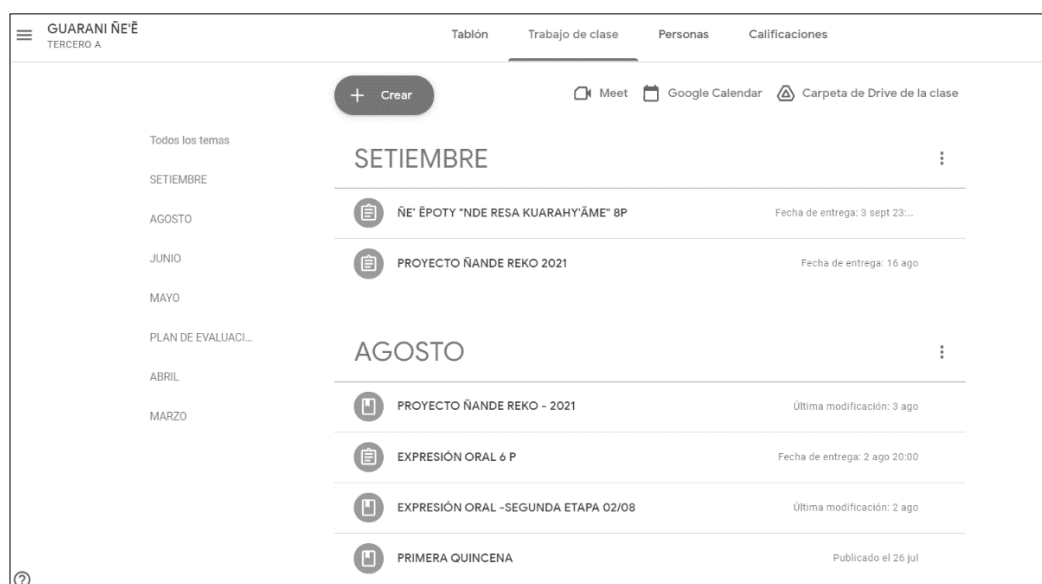 GUARANI ÑE'Ẽ
TERCERO A
Tablón
Trabajo de clase
Personas
Calificaciones
Crear
Meet
Google Calendar
Carpeta de Drive de la clase
Todos los temas
SETIEMBRE
AGOSTO
JUNIO
MAYO
PLAN DE EVALUACI...
ABRIL
MARZO
SETIEMBRE
ÑE' ẼPOTY "NDE RESA KUARAHY'ÃME" 8P
Fecha de entrega: 3 sept 23:...
PROYECTO ÑANDE REKO 2021
Fecha de entrega: 16 ago
AGOSTO
PROYECTO ÑANDE REKO - 2021
Última modificación: 3 ago
EXPRESIÓN ORAL 6 P
Fecha de entrega: 2 ago 20:00
EXPRESIÓN ORAL -SEGUNDA ETAPA 02/08
Última modificación: 2 ago
PRIMERA QUINCENA
Publicado el 26 jul